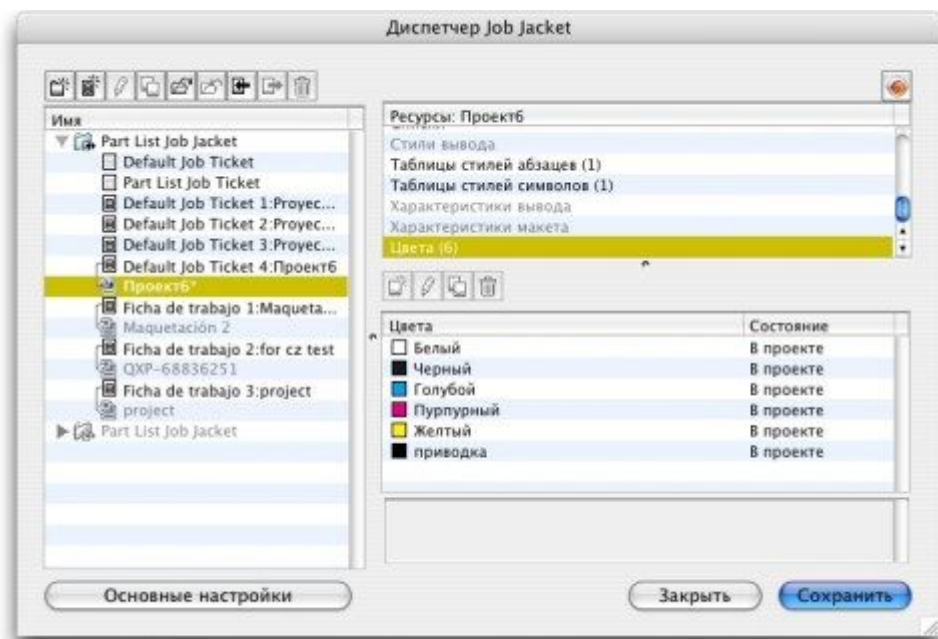 Диспетчер Job Jacket
Имя
Part List Job Jacket
Default Job Ticket
Part List Job Ticket
Default Job Ticket 1:Proyec...
Default Job Ticket 2:Proyec...
Default Job Ticket 3:Proyec...
Default Job Ticket 4:Проект6
Проект6*
Ficha de trabajo 1:Maqueta...
Maquetación 2
Ficha de trabajo 2:for cz test
QXP-68836251
Ficha de trabajo 3:project
project
Part List Job Jacket
Ресурсы: Проект6
Стили вывода
Таблицы стилей абзацев (1)
Таблицы стилей символов (1)
Характеристики вывода
Характеристики макета
Цвета (6)
Цвета Состояние
Белый В проекте
Черный В проекте
Голубой В проекте
Пурпурный В проекте
Желтый В проекте
приводка В проекте
Основные настройки
Закрыть
Сохранить